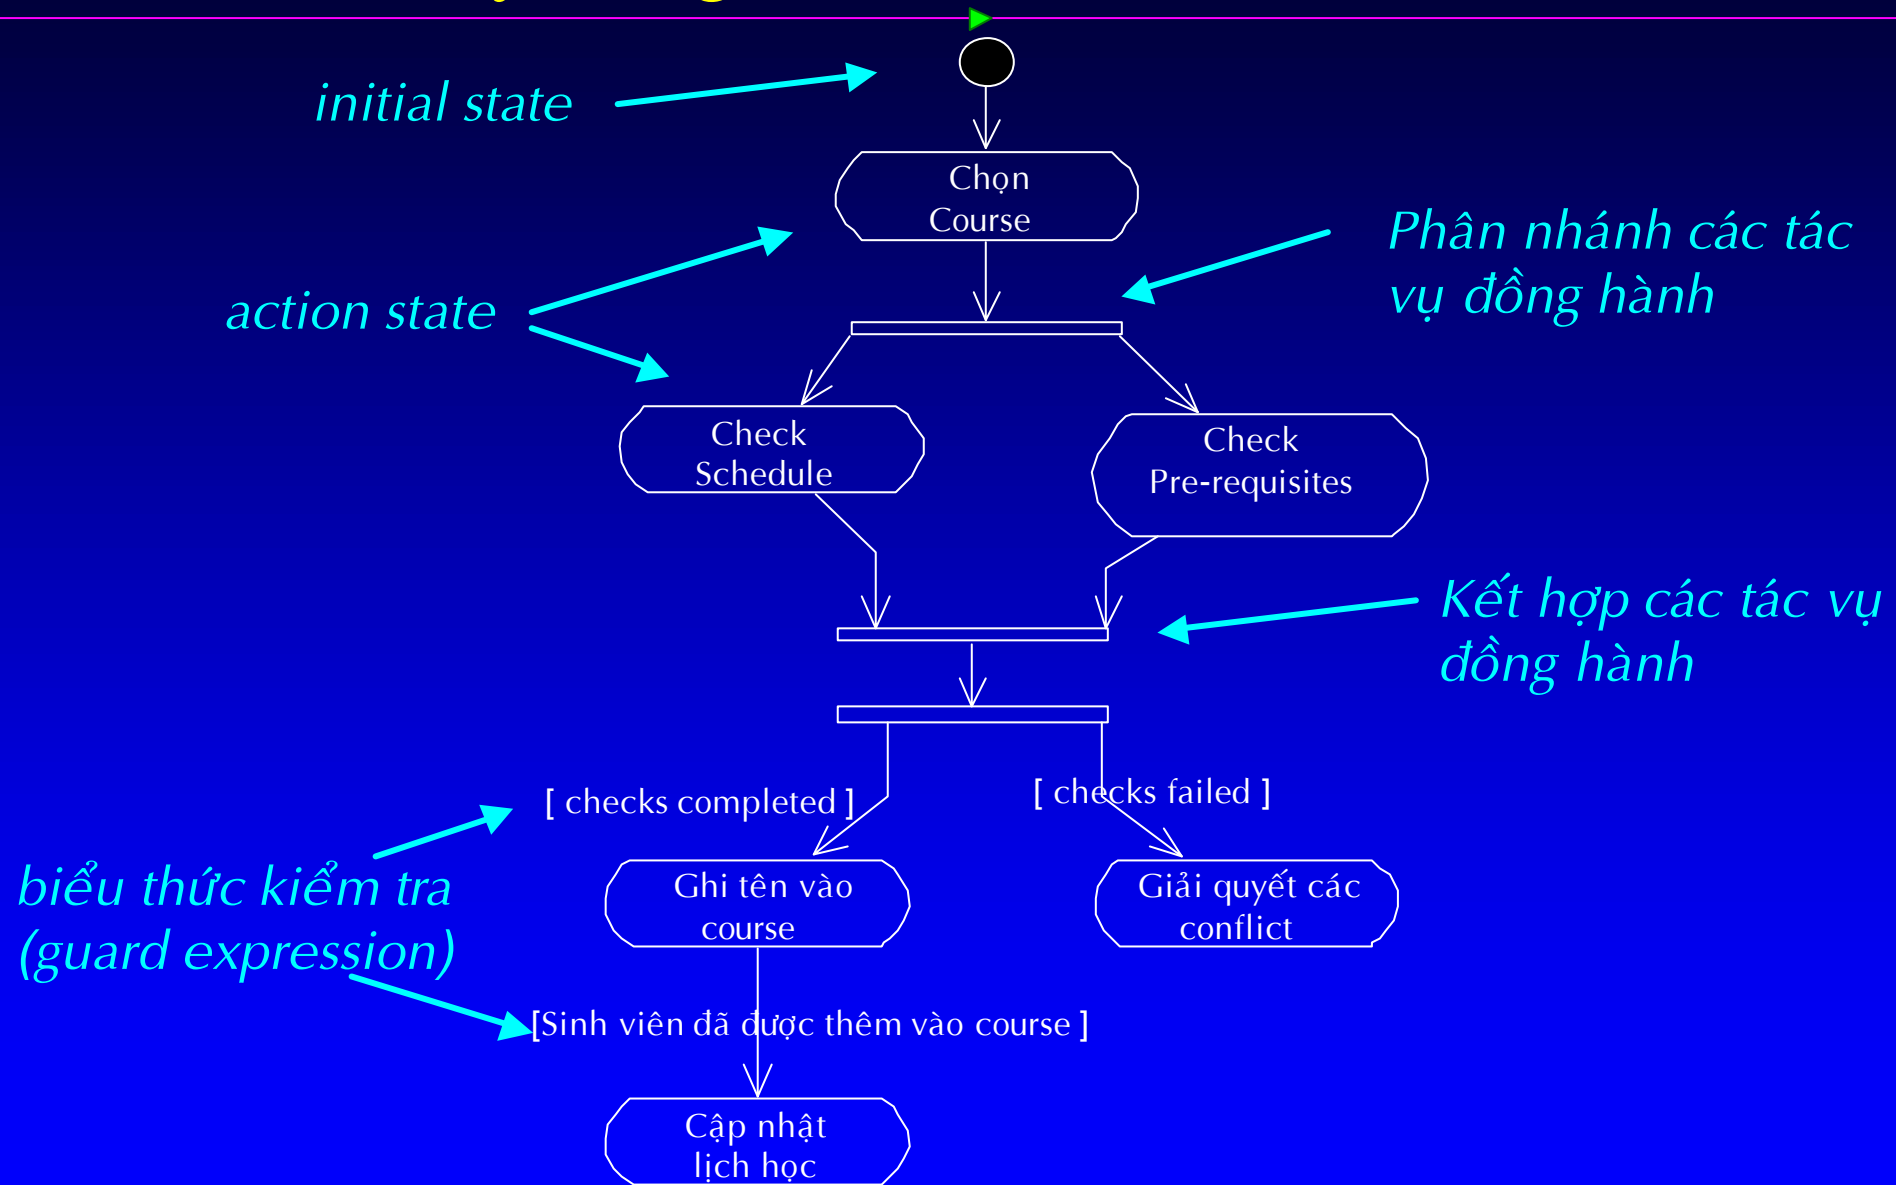 initial state
Chọn
Course
Phân nhánh các tác
vụ đồng hành
action state
Check
Schedule
Check
Pre-requisites
Kết hợp các tác vụ
đồng hành
[ checks completed ]
[ checks failed ]
biểu thức kiểm tra
(guard expression)
Ghi tên vào
course
Giải quyết các
conflict
[Sinh viên đã được thêm vào course ]
Cập nhật
lịch học